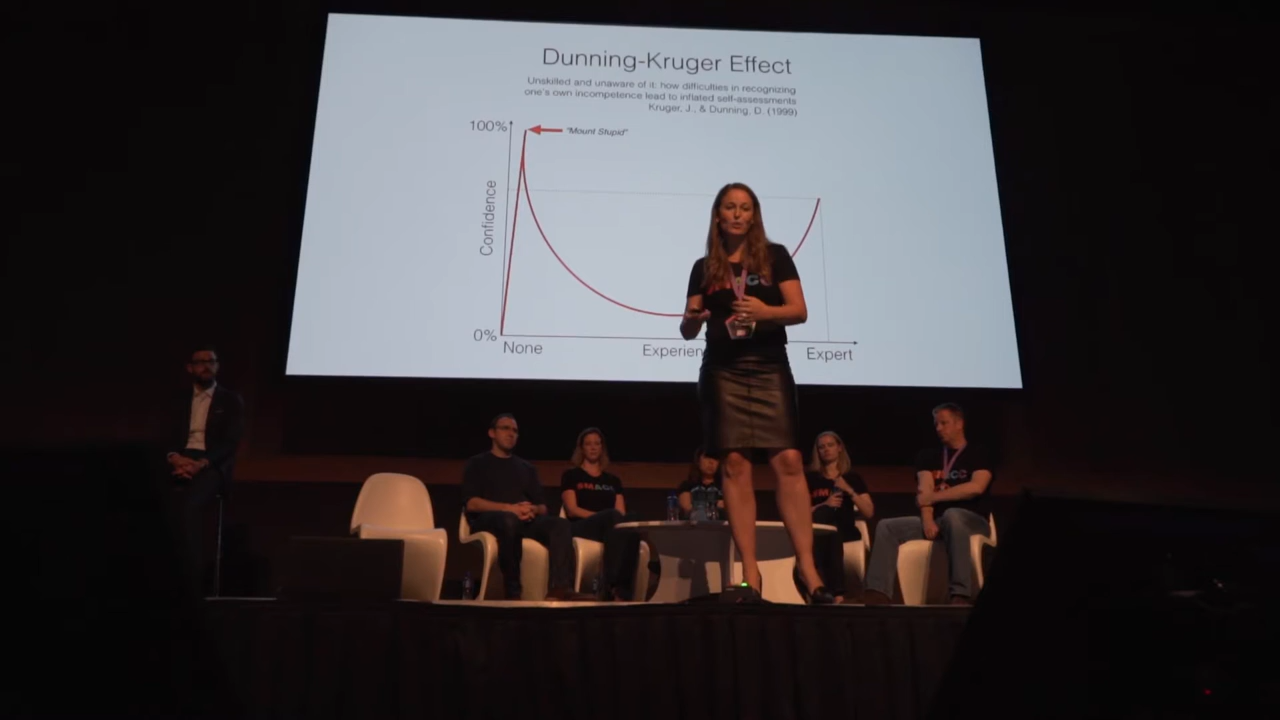 Dunning-Kruger Effect
Unskilled and unaware of it: how difficulties in recognizing
one's own incompetence lead to inflated self-assessments
Kruger, J., & Dunning, D. (1999)
100%
"Mount Stupid"
Confidence
0%
None
Experien
Expert